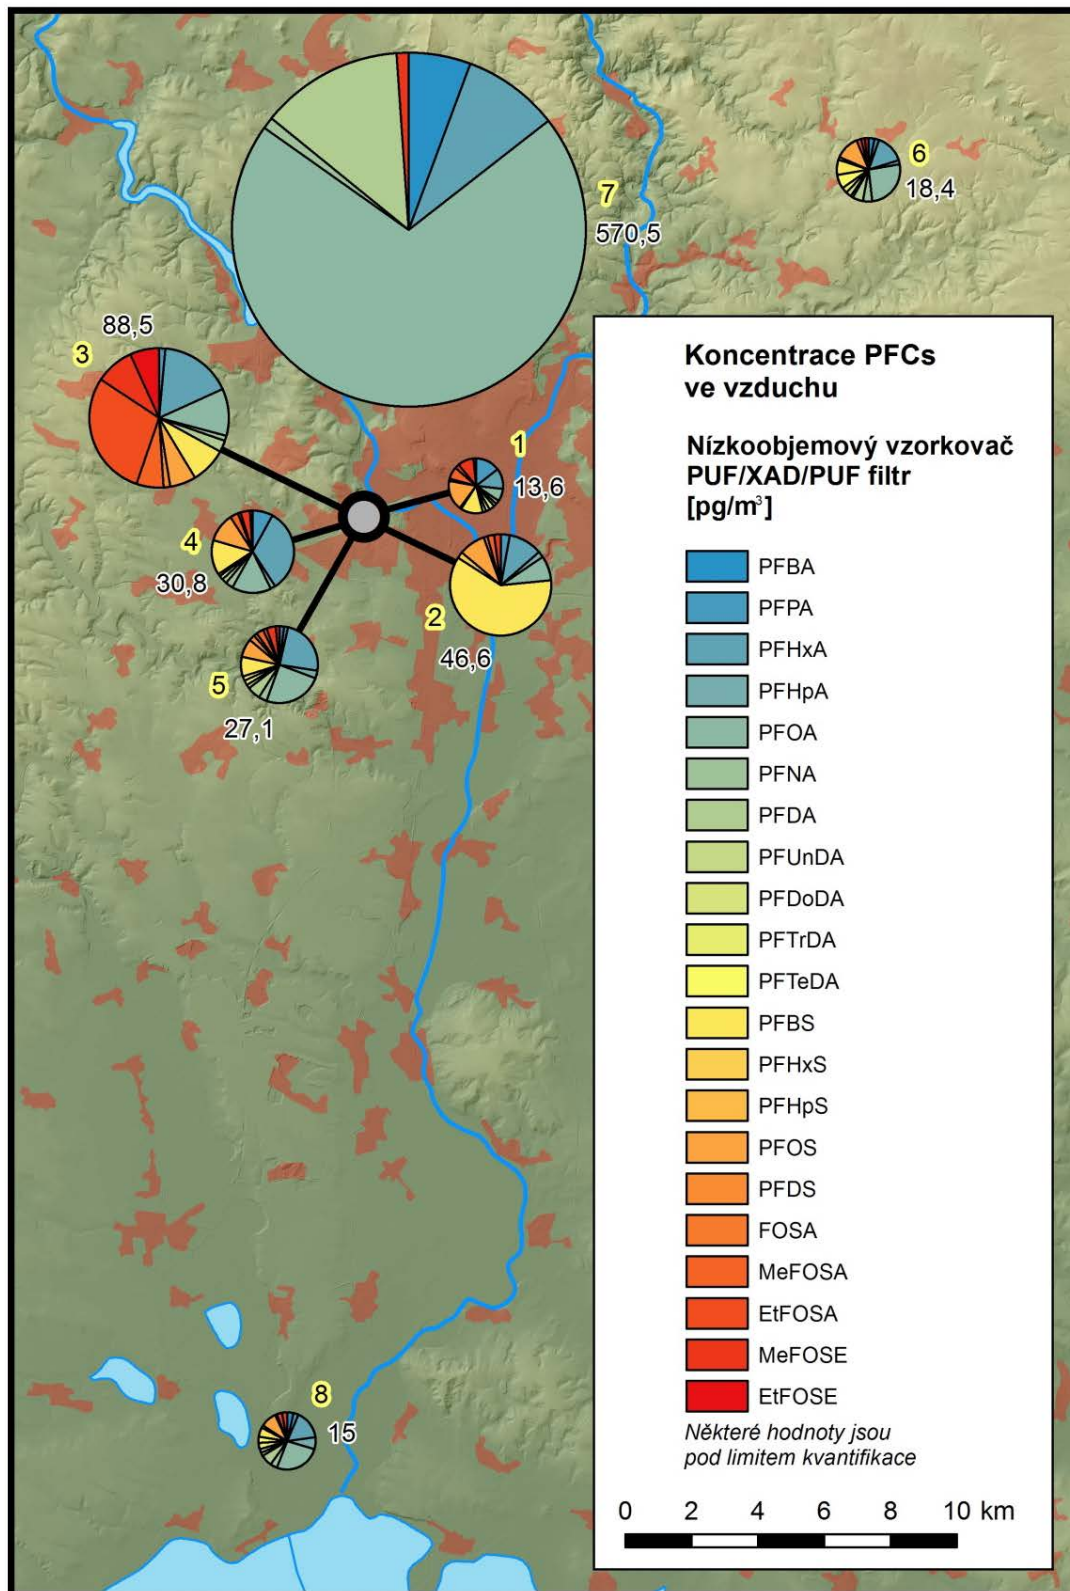 7
570,5
6
18,4
88,5
3
1
13,6
4
30,8
2
46,6
5
27,1
8
15
Koncentrace PFCs
ve vzduchu
Nízkoobjemový vzorkovač
PUF/XAD/PUF filtr
[pg/m³]
PFBA
PFPA
PFHxA
PFHpA
PFOA
PFNA
PFDA
PFUnDA
PFDoDA
PFTrDA
PFTeDA
PFBS
PFHxS
PFHpS
PFOS
PFDS
FOSA
MeFOSA
EtFOSA
MeFOSE
EtFOSE
Některé hodnoty jsou
pod limitem kvantifikace
0 2 4 6 8 10 km